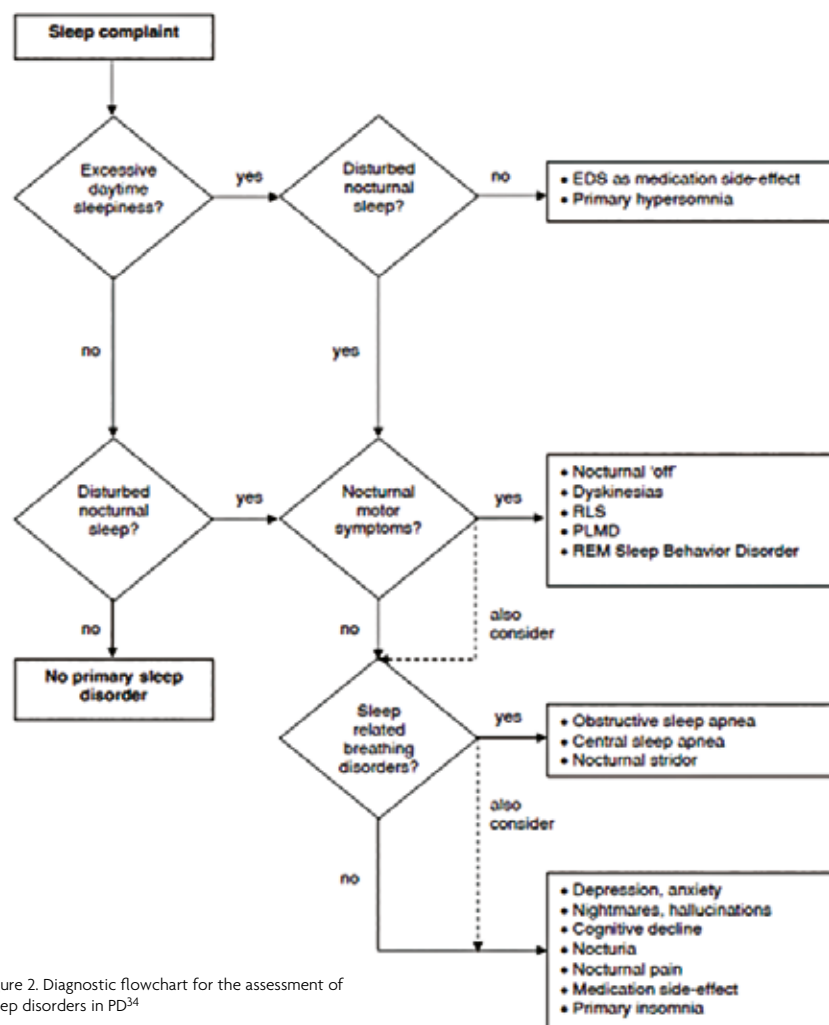 Sleep complaint
Excessive
daytime
sleepiness?
yes
Disturbed
nocturnal
sleep?
no
• EDS as medication side-effect
• Primary hypersomnia
no
yes
Disturbed
nocturnal
sleep?
yes
Nocturnal
motor
symptoms?
yes
• Nocturnal 'off'
• Dyskinesias
• RLS
• PLMD
• REM Sleep Behavior Disorder
no
no
also
consider
No primary sleep
disorder
Sleep
related
breathing
disorders?
yes
• Obstructive sleep apnea
• Central sleep apnea
• Nocturnal stridor
also
consider
no
• Depression, anxiety
• Nightmares, hallucinations
• Cognitive decline
• Nocturia
• Nocturnal pain
• Medication side-effect
• Primary insomnia
ure 2. Diagnostic flowchart for the assessment of
ep disorders in PD34